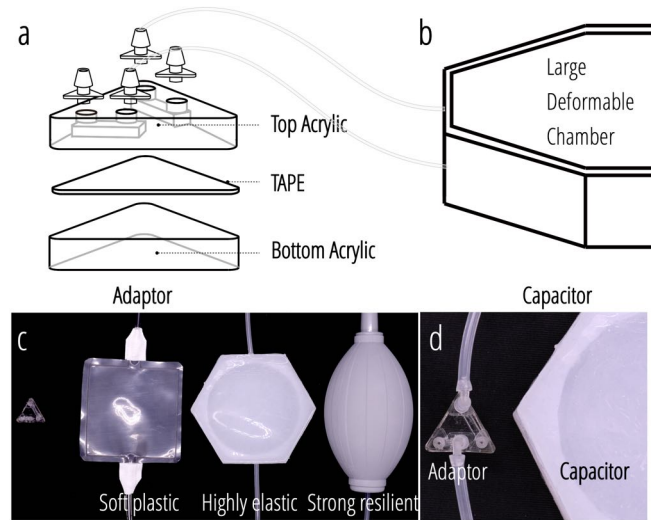 a
b
Large
Deformable
Chamber
Top Acrylic
TAPE
Bottom Acrylic
Adaptor
Capacitor
c
d
Soft plastic
Highly elastic
Strong resilient
Adaptor
Capacitor